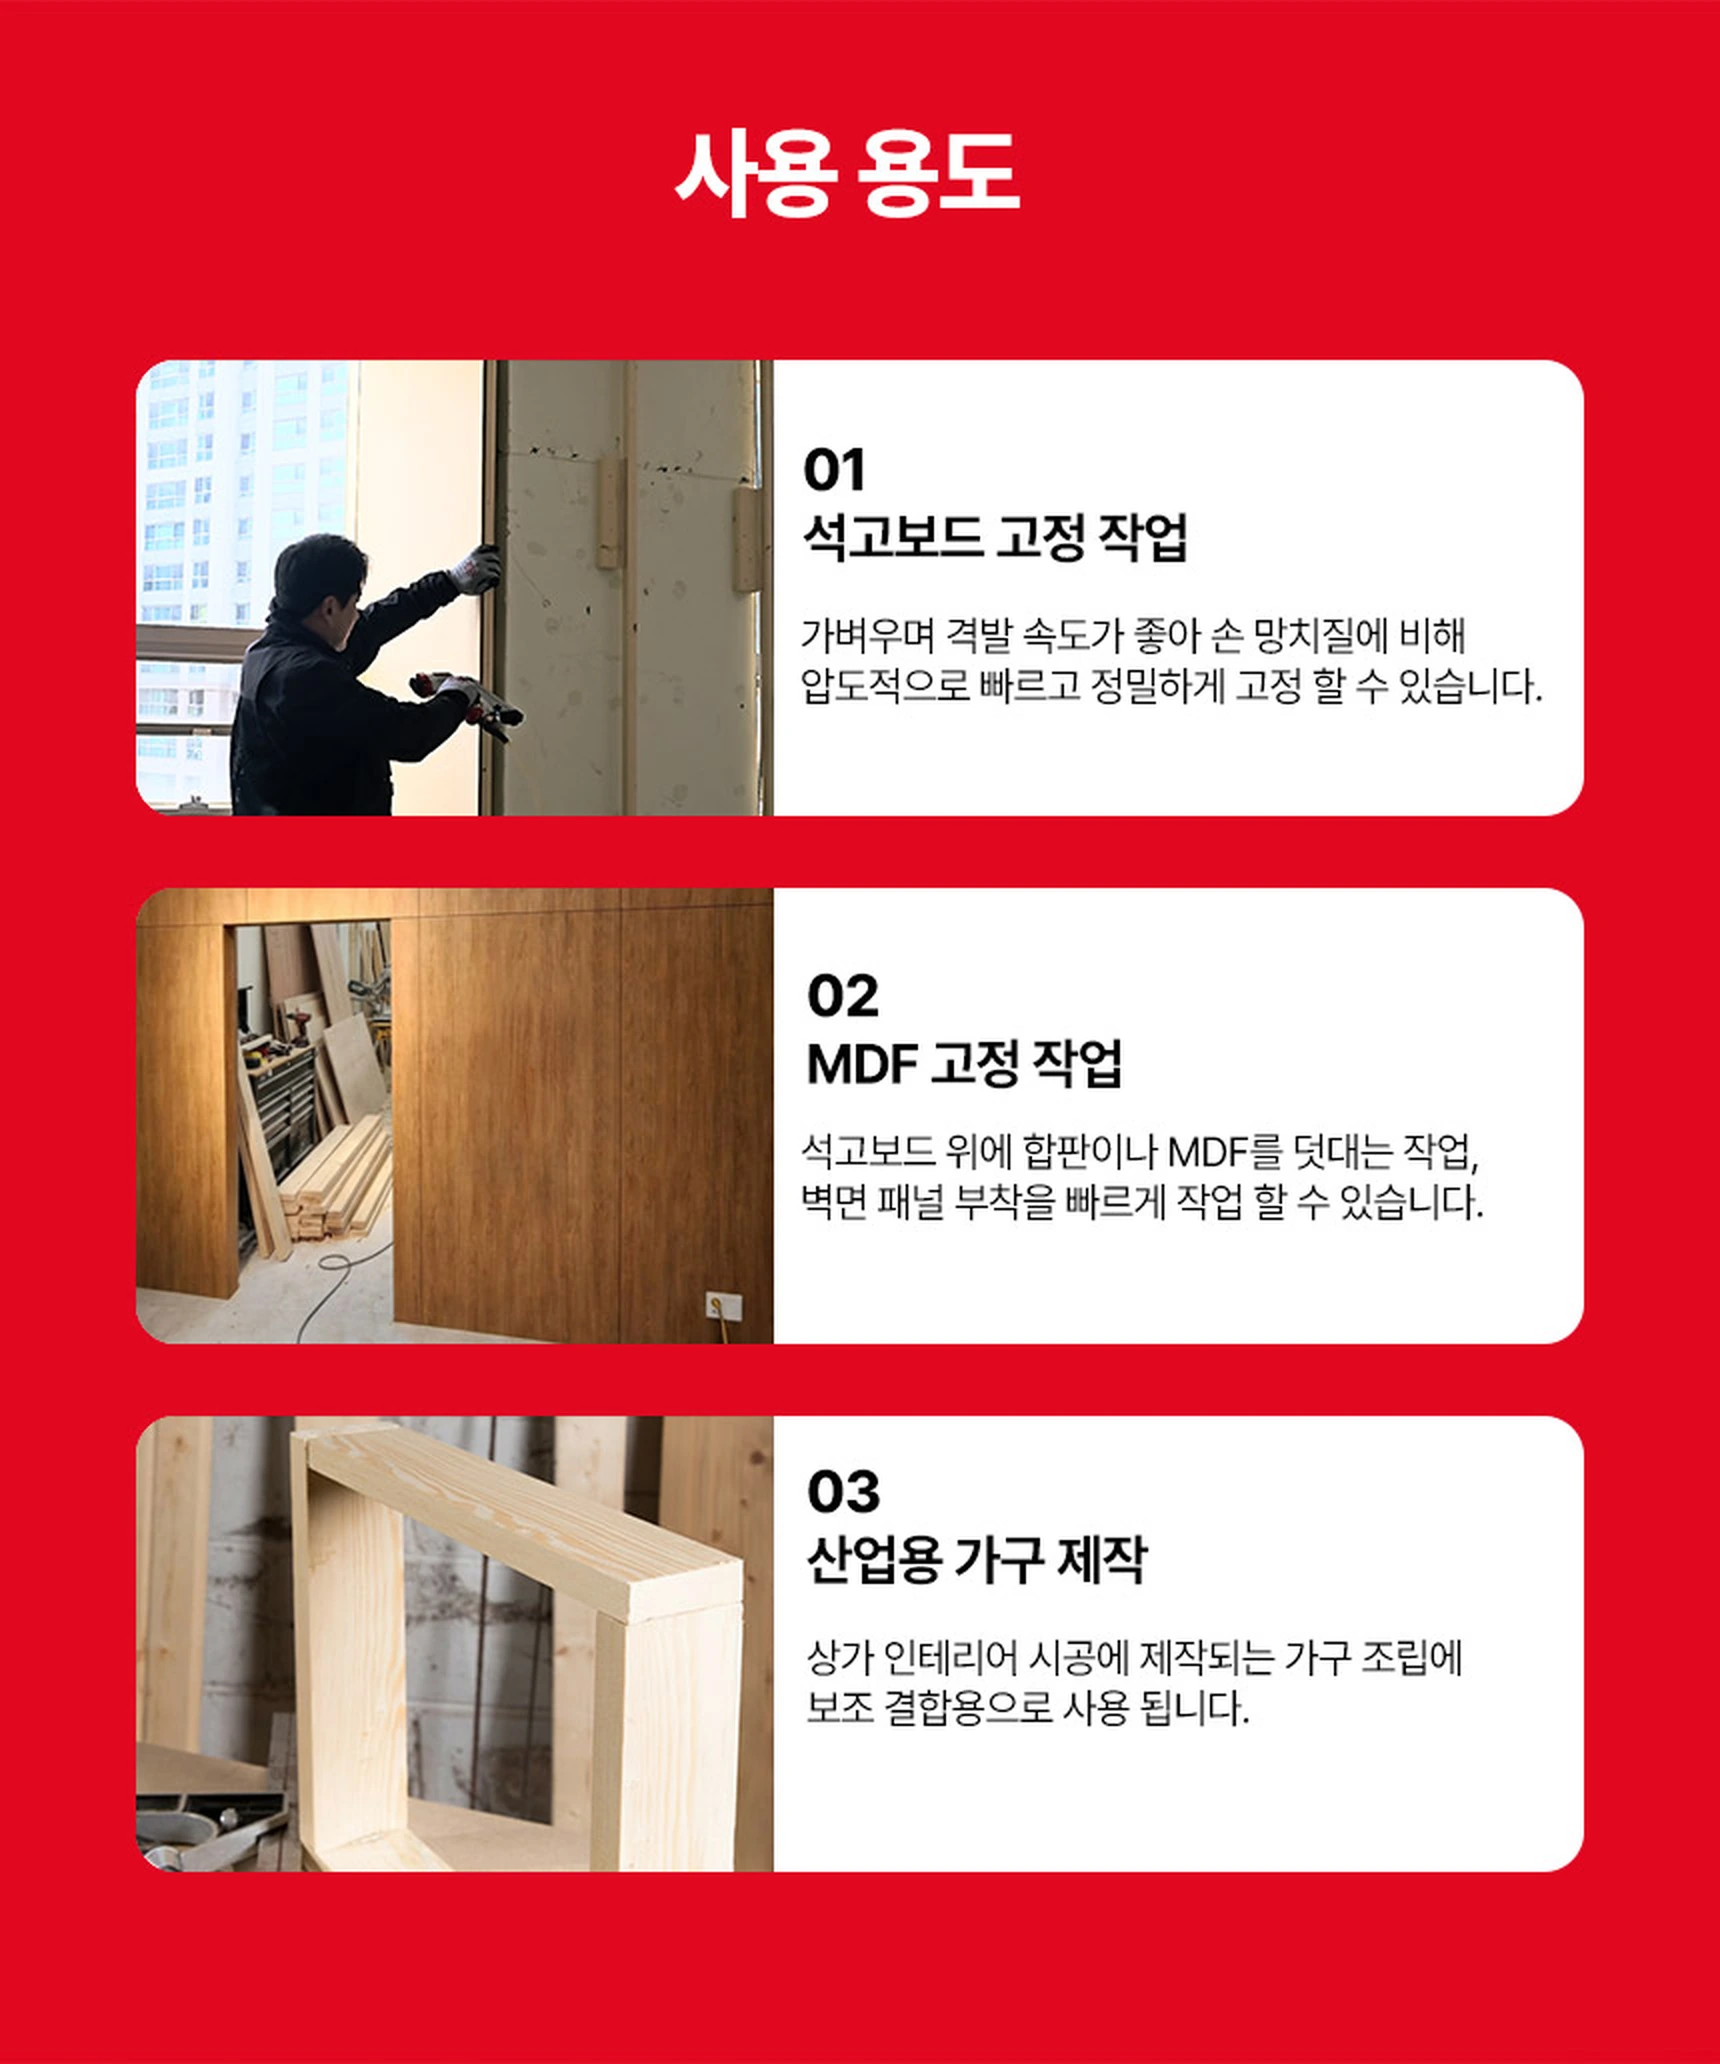 사용 용도
01
석고보드 고정 작업
가벼우며 격발 속도가 좋아 손 망치질에 비해
압도적으로 빠르고 정밀하게 고정 할 수 있습니다.
02
MDF 고정 작업
석고보드 위에 합판이나 MDF를 덧대는 작업,
벽면 패널 부착을 빠르게 작업 할 수 있습니다.
03
산업용 가구 제작
상가 인테리어 시공에 제작되는 가구 조립에
보조 결합용으로 사용 됩니다.